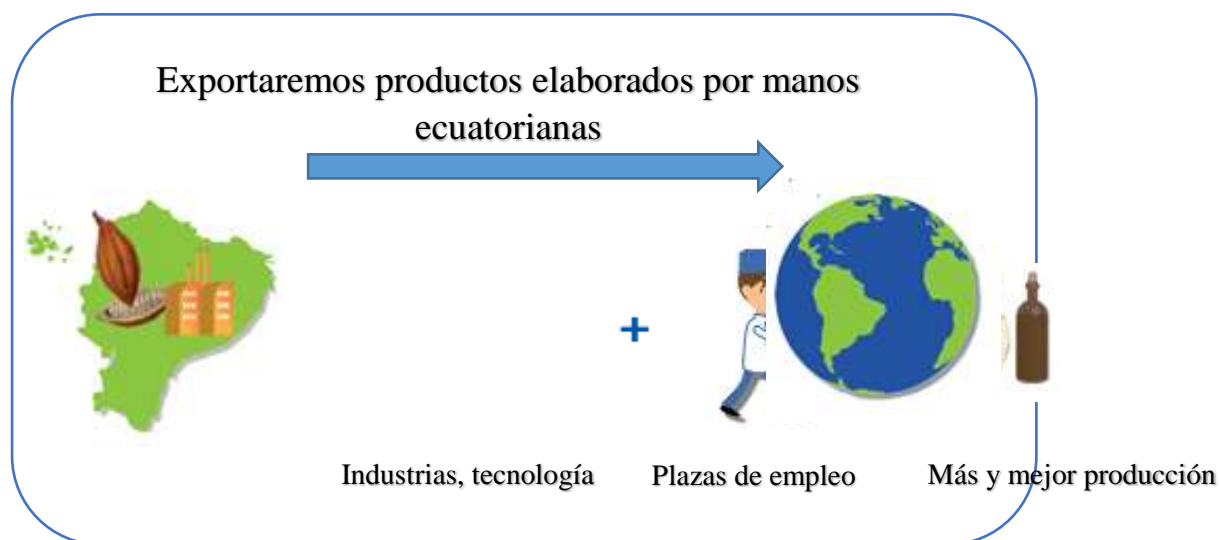 Exportaremos productos elaborados por manos
ecuatorianas
+
Industrias, tecnología
Plazas de empleo
Más y mejor producción